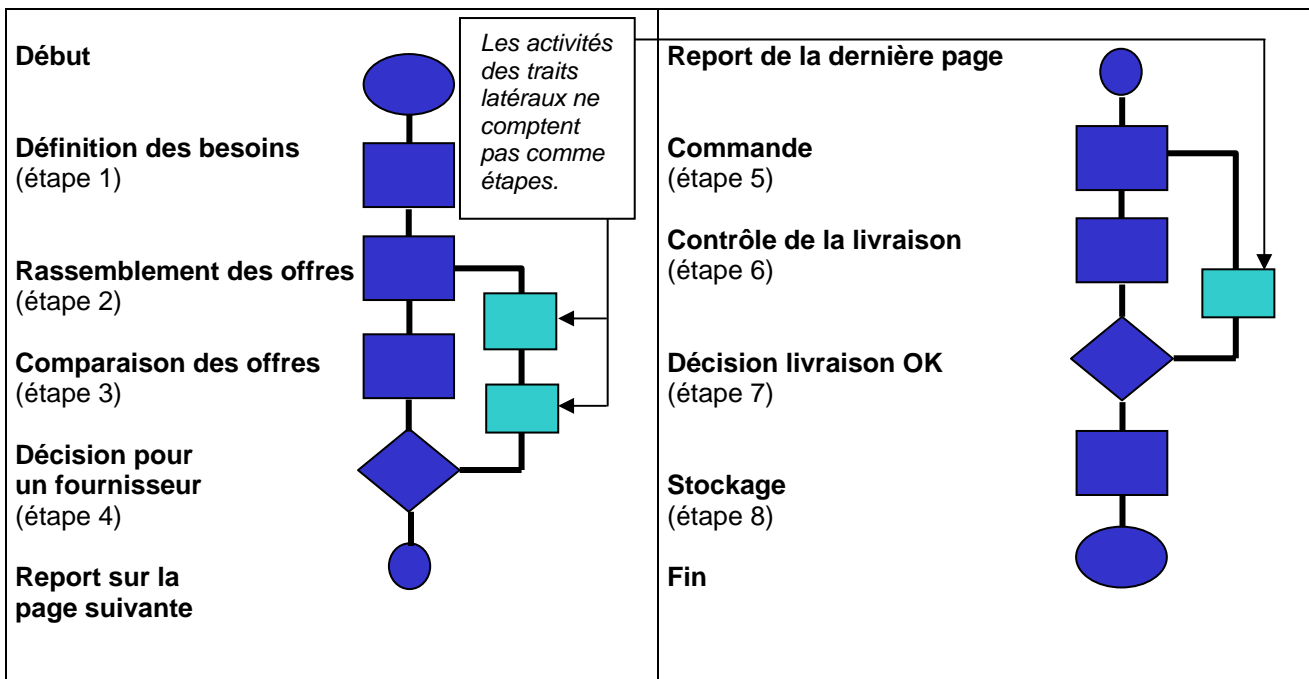 Début
Définition des besoins
(étape 1)
Rassemblement des offres
(étape 2)
Comparaison des offres
(étape 3)
Décision pour
un fournisseur
(étape 4)
Report sur la
page suivante
Les activités
des traits
latéraux ne
comptent
pas comme
étapes.
Report de la dernière page
Commande
(étape 5)
Contrôle de la livraison
(étape 6)
Décision livraison OK
(étape 7)
Stockage
(étape 8)
Fin